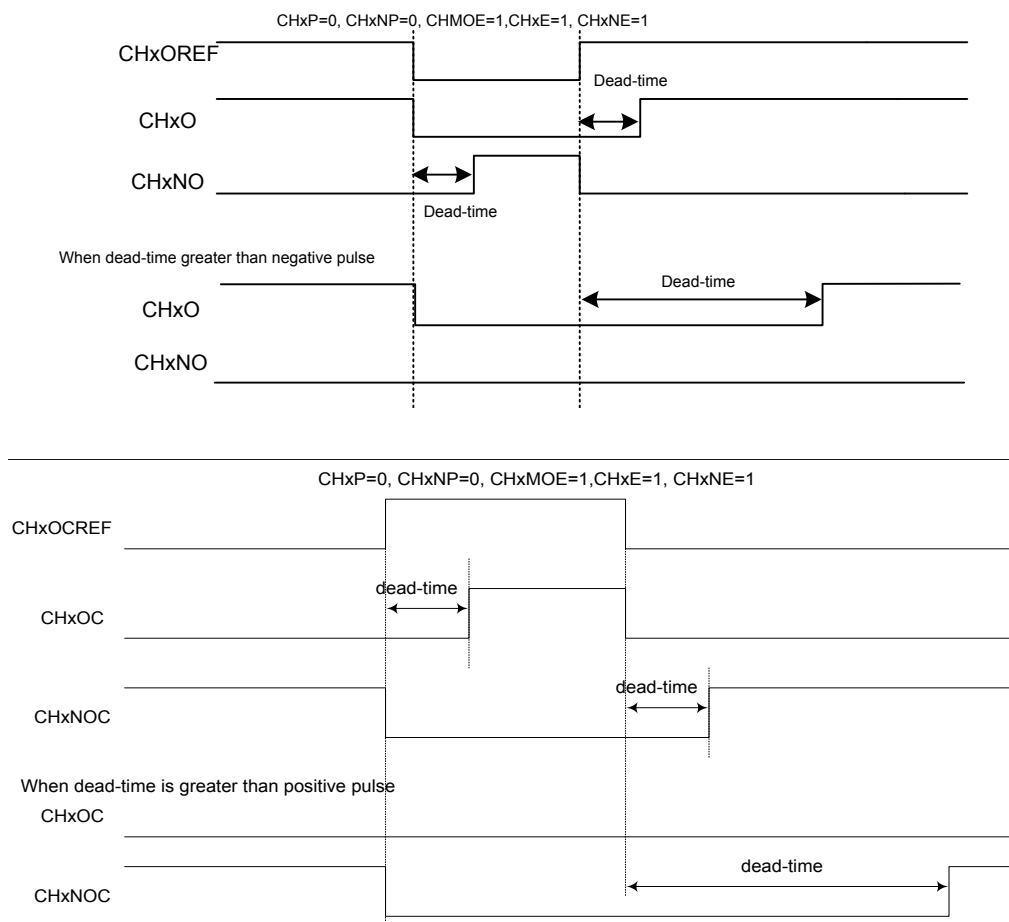 CHxP=0, CHxNP=0, CHMOE=1,CHxE=1, CHxNE=1
CHxOREF
Dead-time
CHxO
CHxNO
Dead-time
When dead-time greater than negative pulse
Dead-time
CHxO
CHxNO
CHxP=0, CHxNP=0, CHxMOE=1,CHxE=1, CHxNE=1
CHxOCREF
dead-time
CHxOC
dead-time
CHxNOC
When dead-time is greater than positive pulse
CHxOC
dead-time
CHxNOC